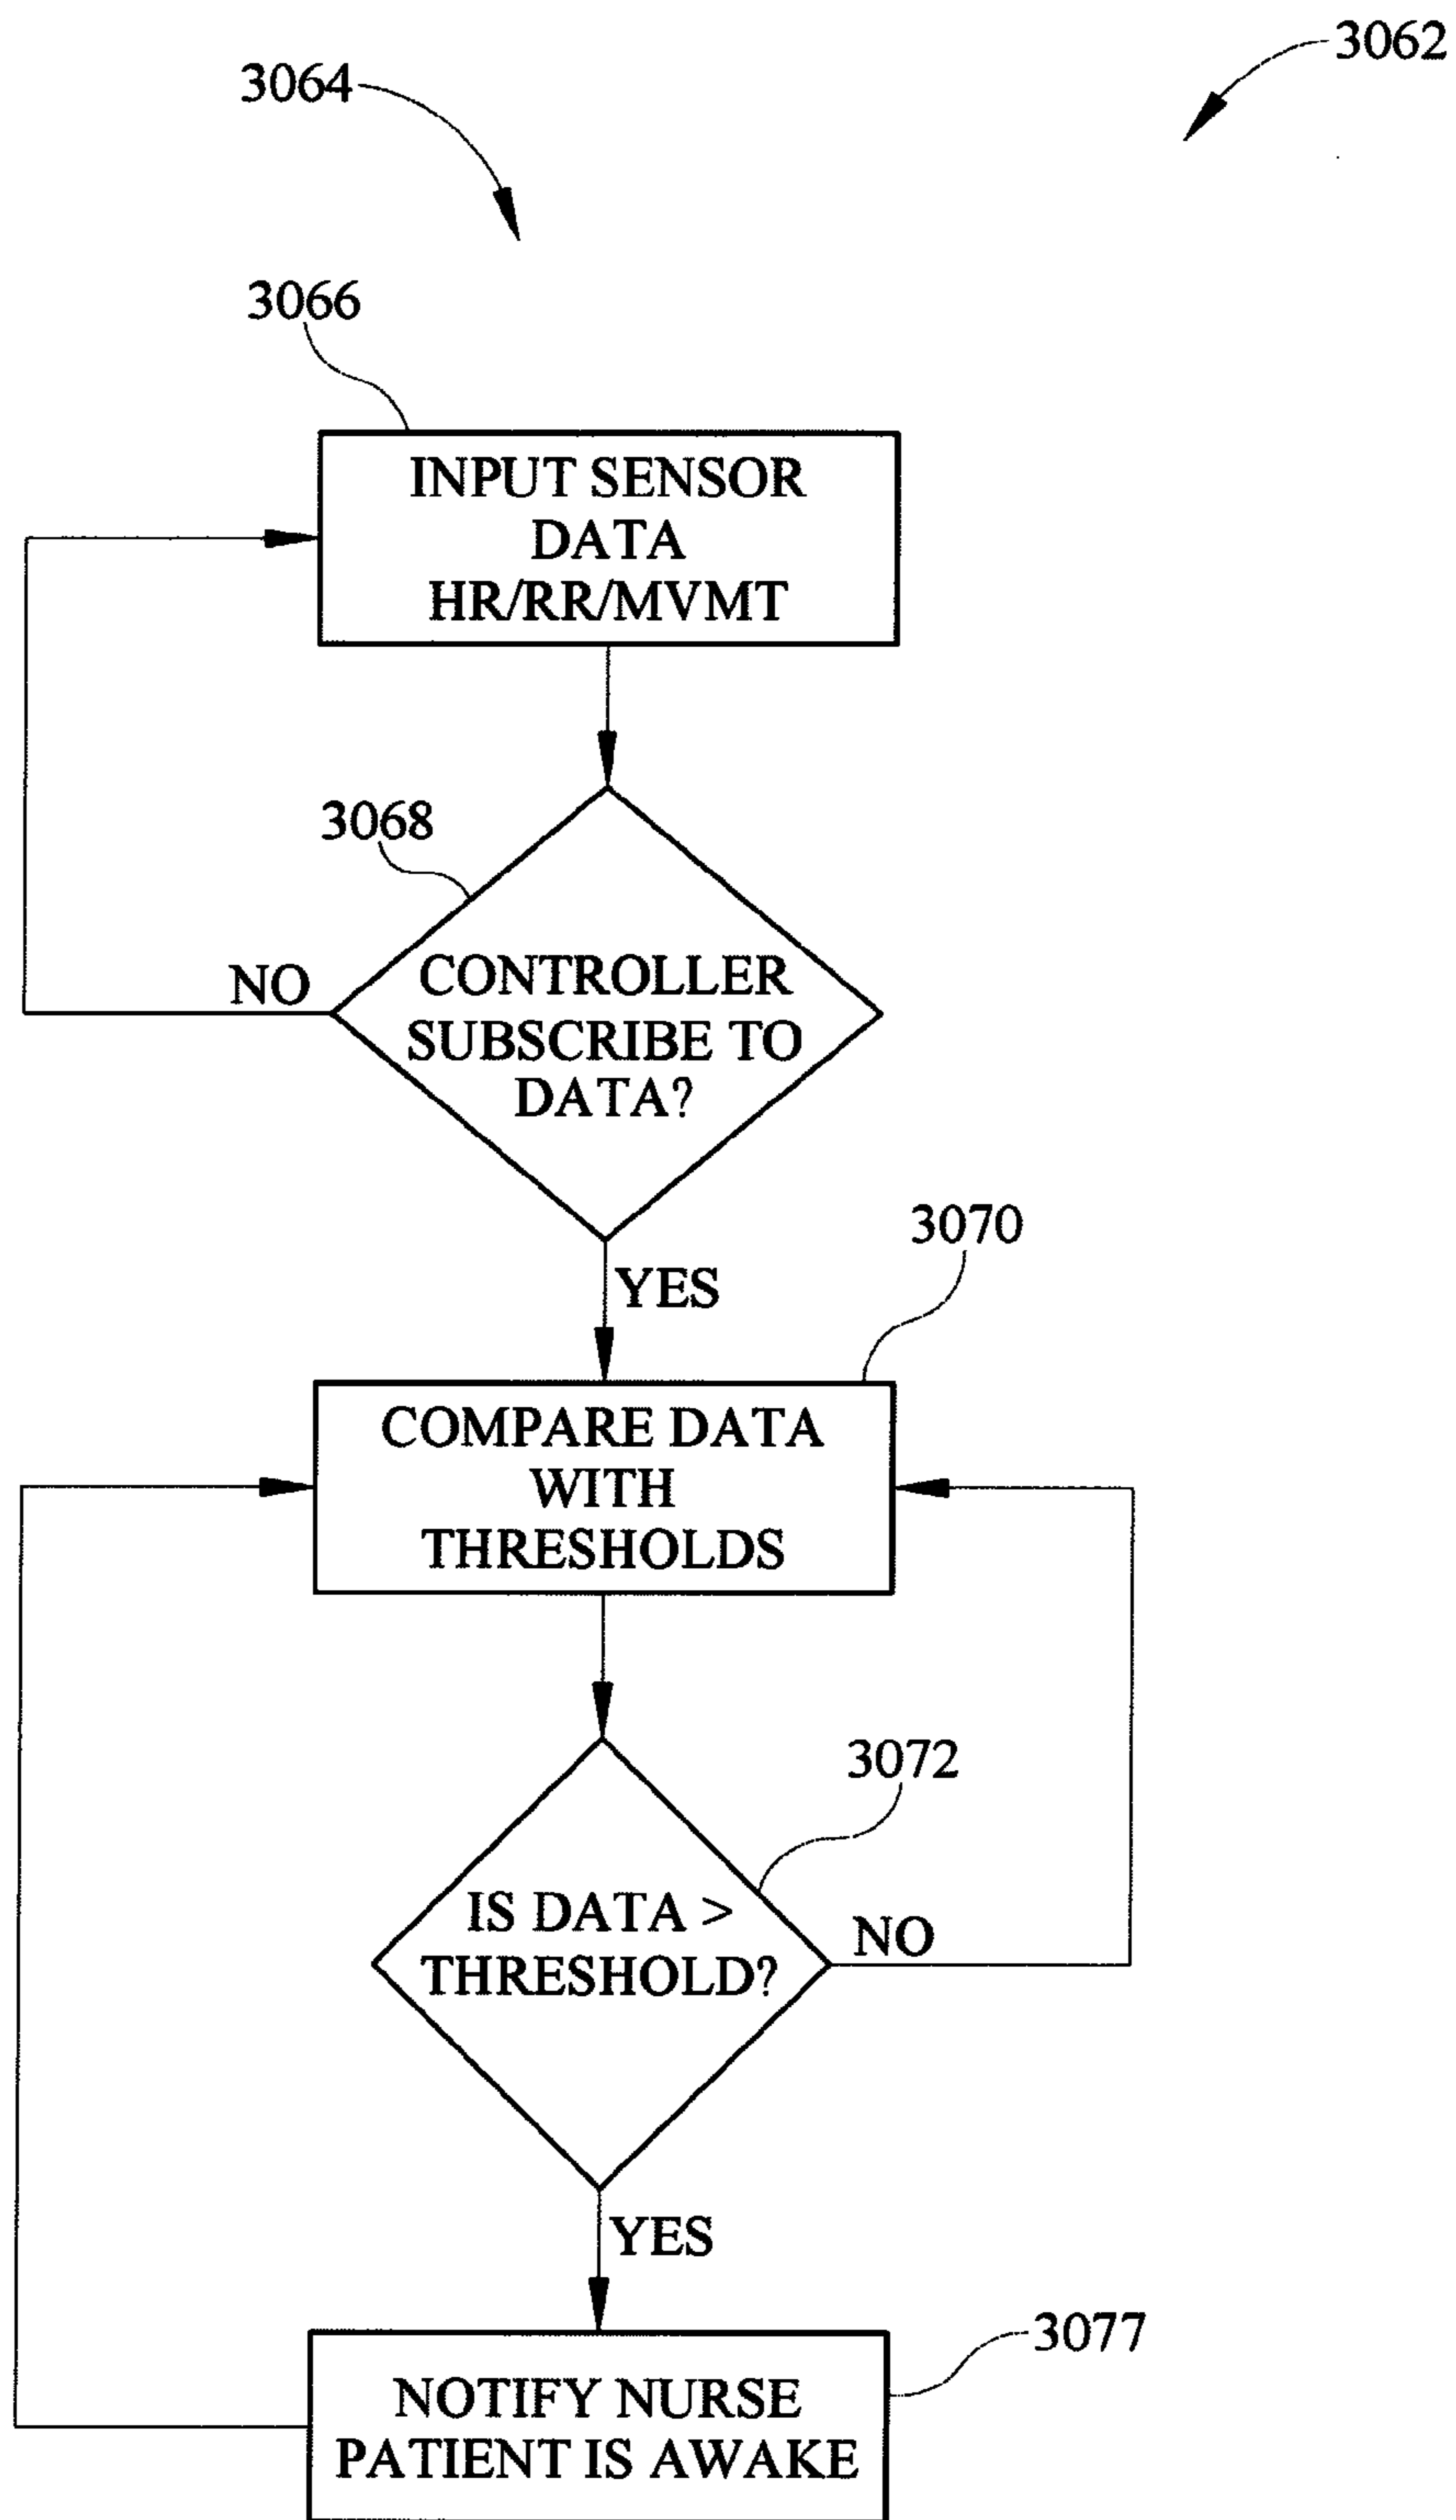 3062
3064
3066
INPUT SENSOR
DATA
HR/RR/MVMT
3068
NO
CONTROLLER
SUBSCRIBE TO
DATA?
YES
3070
COMPARE DATA
WITH
THRESHOLDS
3072
IS DATA >
THRESHOLD?
NO
YES
3077
NOTIFY NURSE
PATIENT IS AWAKE